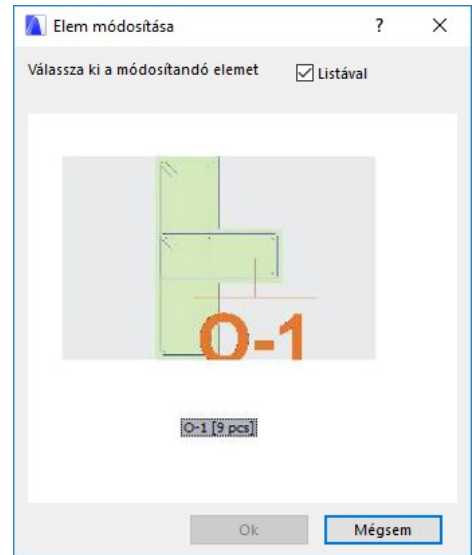 Elem módosítása
?
Válassza ki a módosítandó elemet
Listával
O-1
O-1 [9 pcs]
Ok
Mégsem